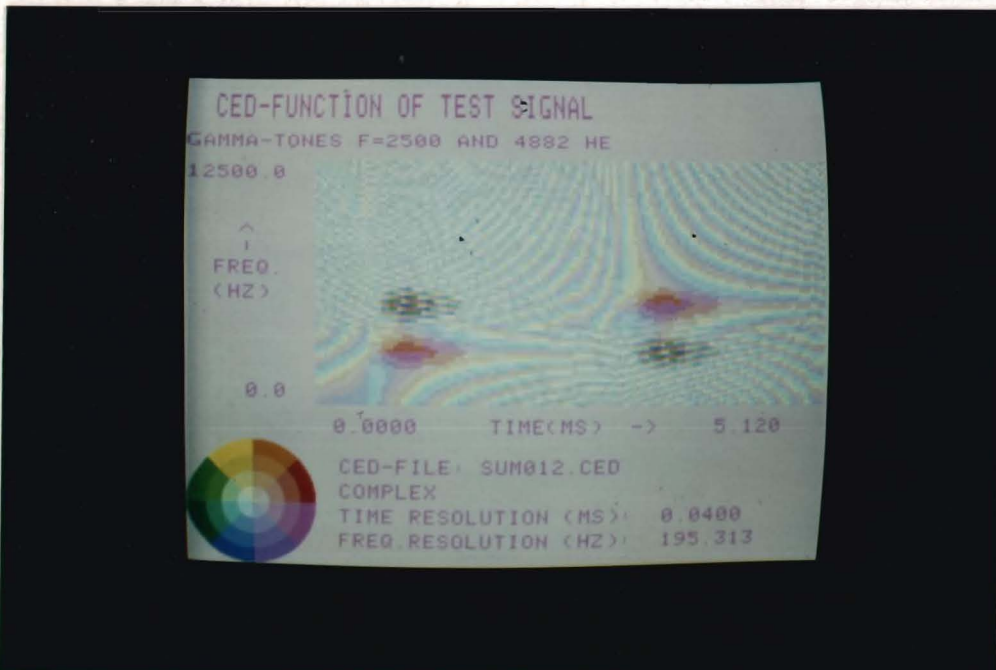 CED-FUNCTION OF TEST SIGNAL
GAMMA-TONES F=2500 AND 4882 HE
12500.0
^
FREQ.
(HZ)
0.0
0.0000 TIME(MS) -> 5.120
CED-FILE: SUM012.CED
COMPLEX
TIME RESOLUTION (MS): 0.0400
FREQ.RESOLUTION (HZ): 195.313